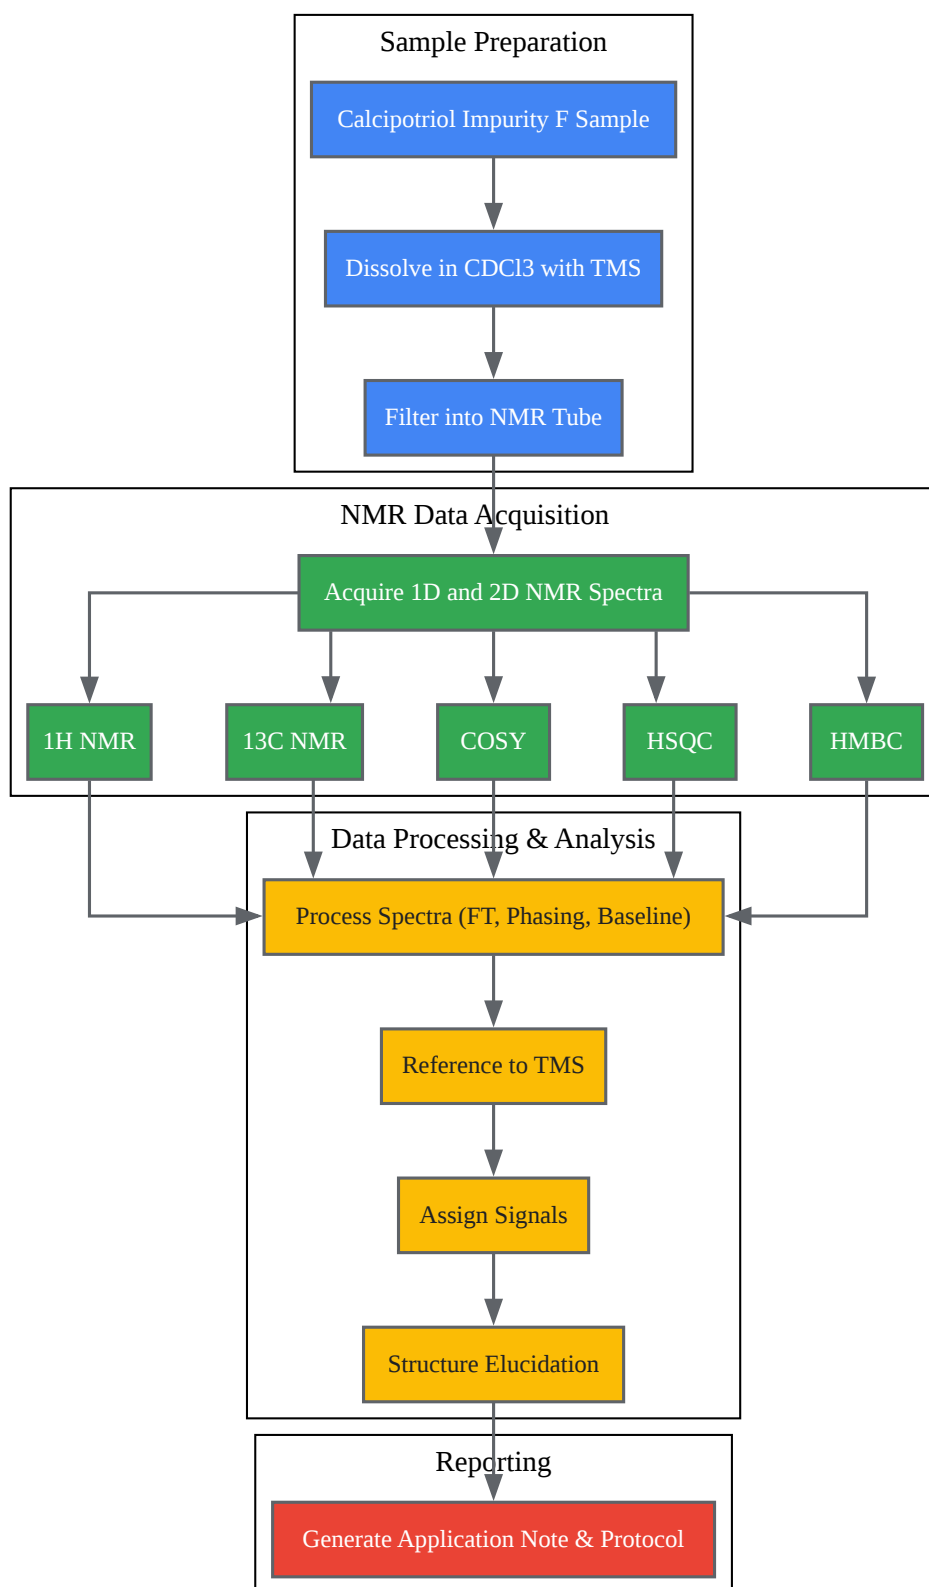 Sample Preparation
Calcipotriol Impurity F Sample
Dissolve in CDCl3 with TMS
Filter into NMR Tube
NMR Data Acquisition
Acquire 1D and 2D NMR Spectra
1H NMR
13C NMR
COSY
HSQC
HMBC
Data Processing & Analysis
Process Spectra (FT, Phasing, Baseline)
Reference to TMS
Assign Signals
Structure Elucidation
Reporting
Generate Application Note & Protocol